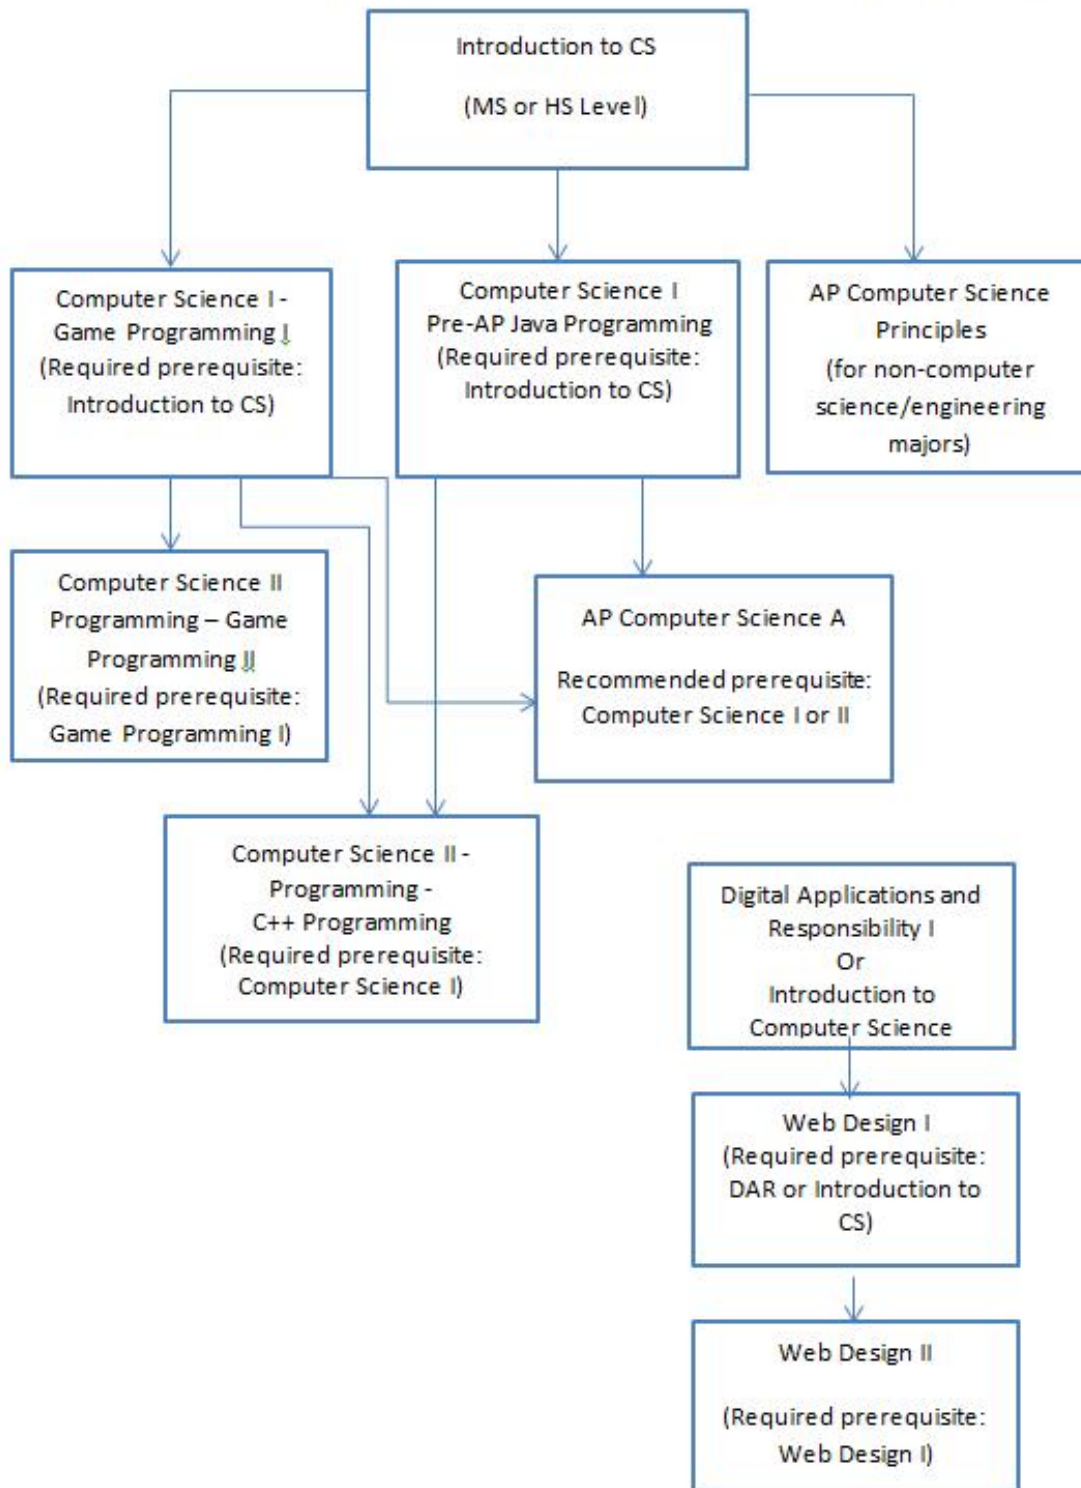 Introduction to CS
(MS or HS Level)
Computer Science I -
Game Programming I
(Required prerequisite:
Introduction to CS)
Computer Science I
Pre-AP Java Programming
(Required prerequisite:
Introduction to CS)
AP Computer Science
Principles
(for non-computer
science/engineering
majors)
Computer Science II
Programming – Game
Programming II
(Required prerequisite:
Game Programming I)
AP Computer Science A
Recommended prerequisite:
Computer Science I or II
Computer Science II -
Programming -
C++ Programming
(Required prerequisite:
Computer Science I)
Digital Applications and
Responsibility I
Or
Introduction to
Computer Science
Web Design I
(Required prerequisite:
DAR or Introduction to
CS)
Web Design II
(Required prerequisite:
Web Design I)